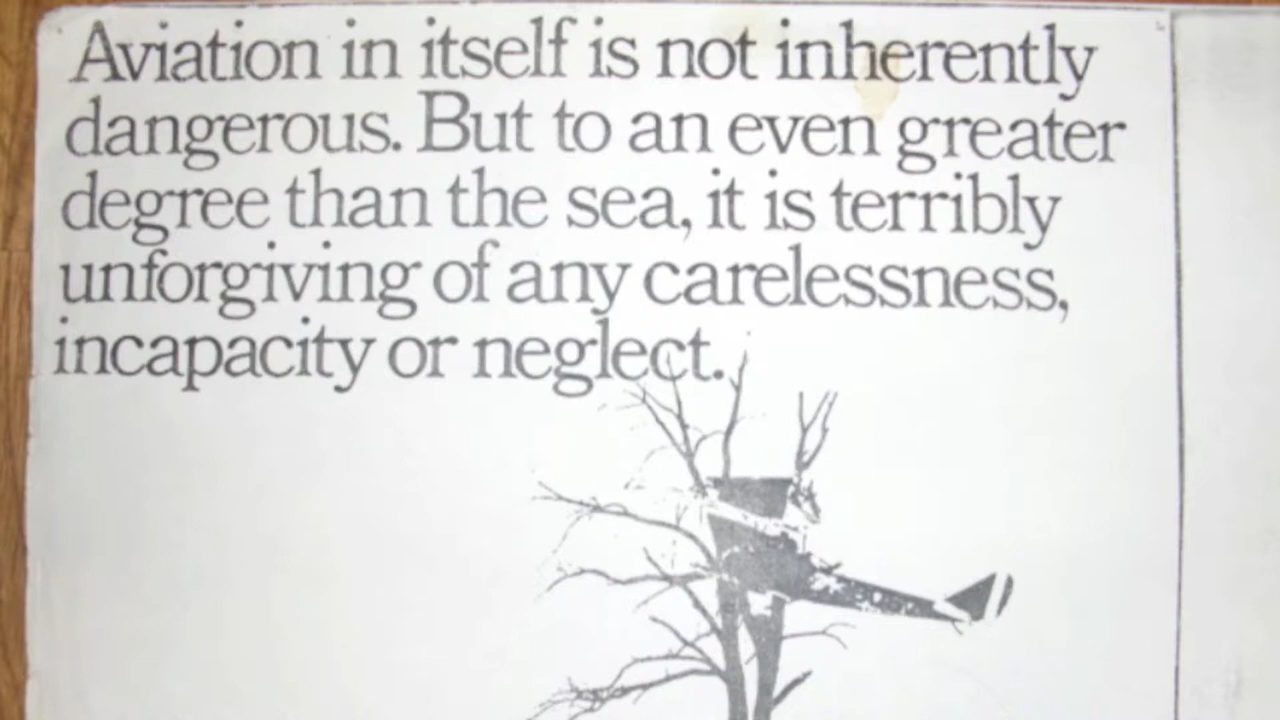 Aviation in itself is not inherently
dangerous. But to an even greater
degree than the sea, it is terribly
unforgiving of any carelessness,
incapacity or neglect.